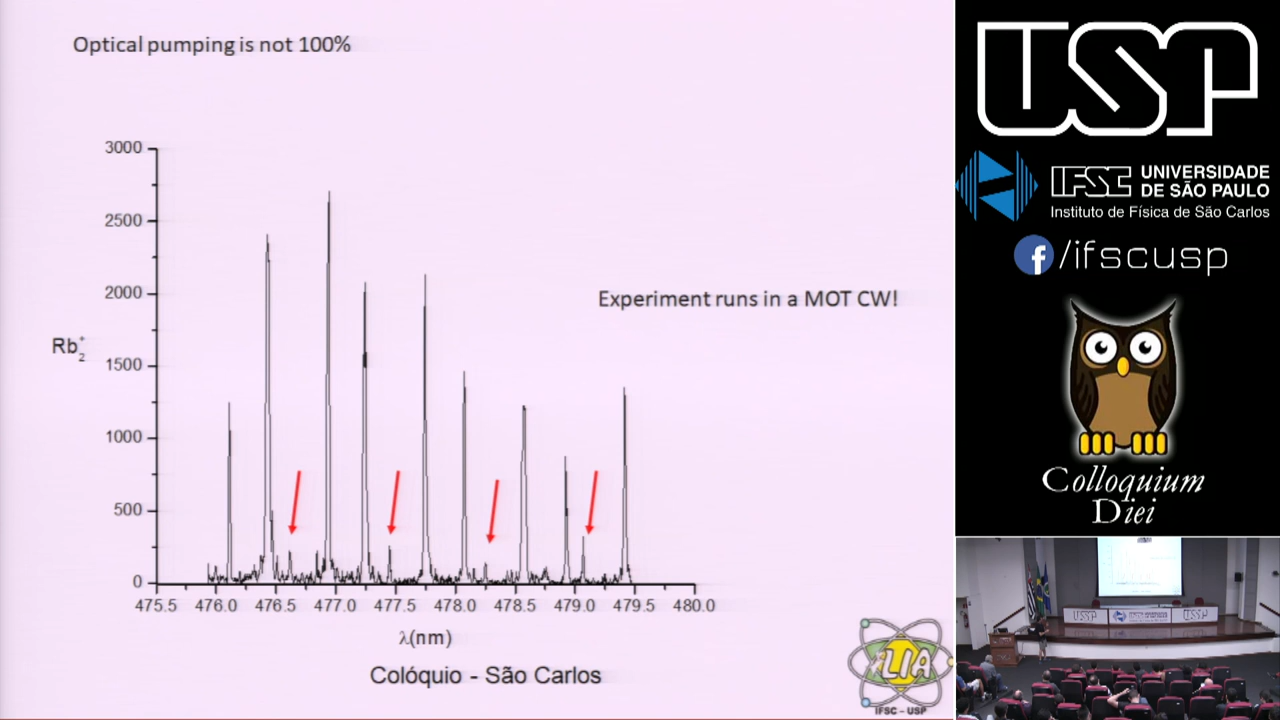 Optical pumping is not 100%
3000
2500
2000
1500
1000
500
0
Rb₂⁺
475.5 476.0 476.5 477.0 477.5 478.0 478.5 479.0 479.5 480.0
λ(nm)
Experiment runs in a MOT CW!
Colóquio - São Carlos
LIA
IFSC - USP
USP
IFSC UNIVERSIDADE
DE SÃO PAULO
Instituto de Física de São Carlos
f/ifscusp
Colloquium
Diei
USP
USP